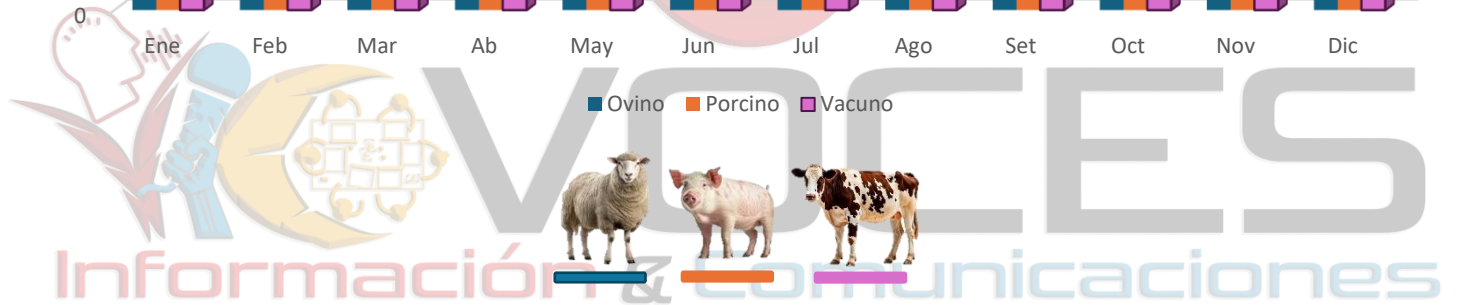 0
Ene Feb Mar Ab May Jun Jul Ago Set Oct Nov Dic
Ovino Porcino Vacuno
VOCES
Información & Comunicaciones